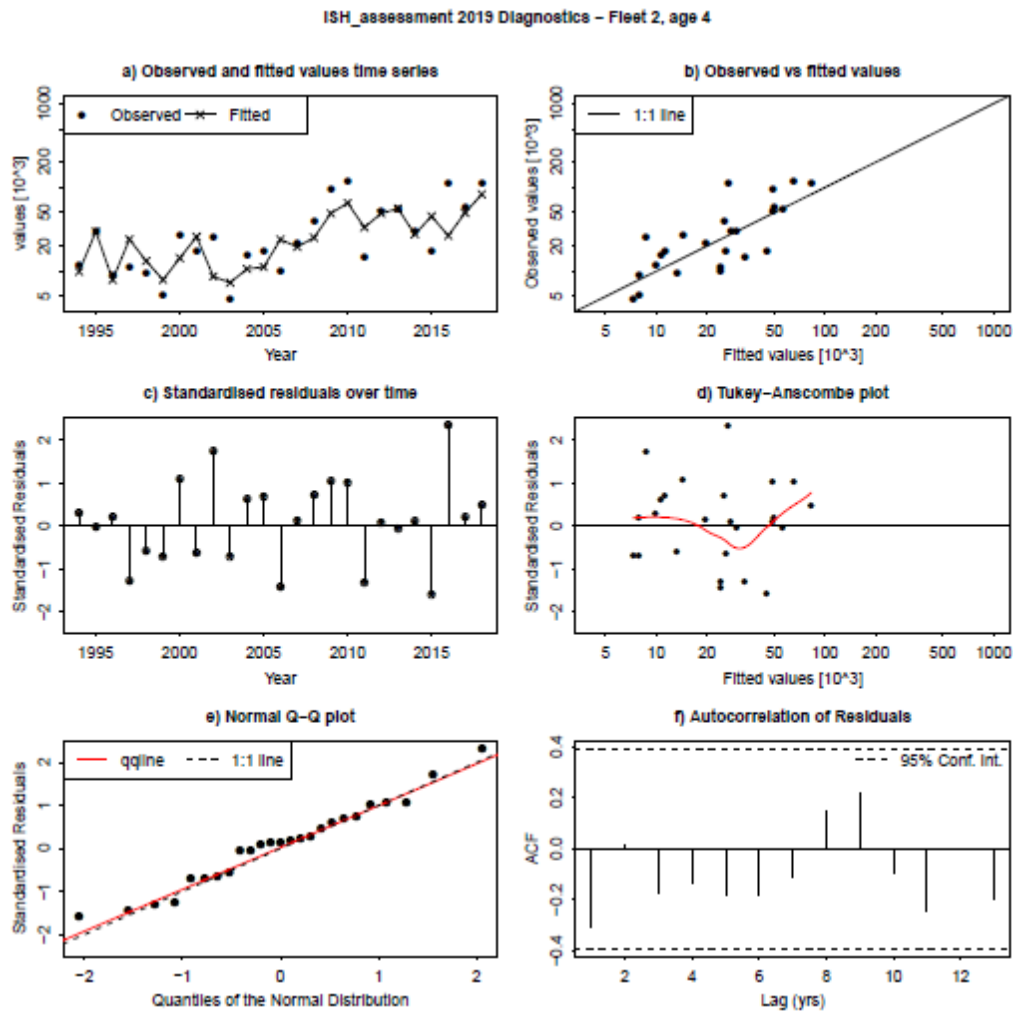 ISH_assessment 2019 Diagnostics – Fleet 2, age 4
a) Observed and fitted values time series
values [10^3]
5 20 50 200 1000
Observed Fitted
1995 2000 2005 2010 2015
Year
b) Observed vs fitted values
Observed values [10^3]
5 20 50 200 1000
1:1 line
5 10 20 50 100 200 500 1000
Fitted values [10^3]
c) Standardised residuals over time
Standardised Residuals
−2 −1 0 1 2
1995 2000 2005 2010 2015
Year
d) Tukey−Anscombe plot
Standardised Residuals
−2 −1 0 1 2
5 10 20 50 100 200 500 1000
Fitted values [10^3]
e) Normal Q−Q plot
Standardised Residuals
−2 −1 0 1 2
qqline 1:1 line
−2 −1 0 1 2
Quantiles of the Normal Distribution
f) Autocorrelation of Residuals
ACF
−0.4 −0.2 0.0 0.2 0.4
95% Conf. Int.
2 4 6 8 10 12
Lag (yrs)